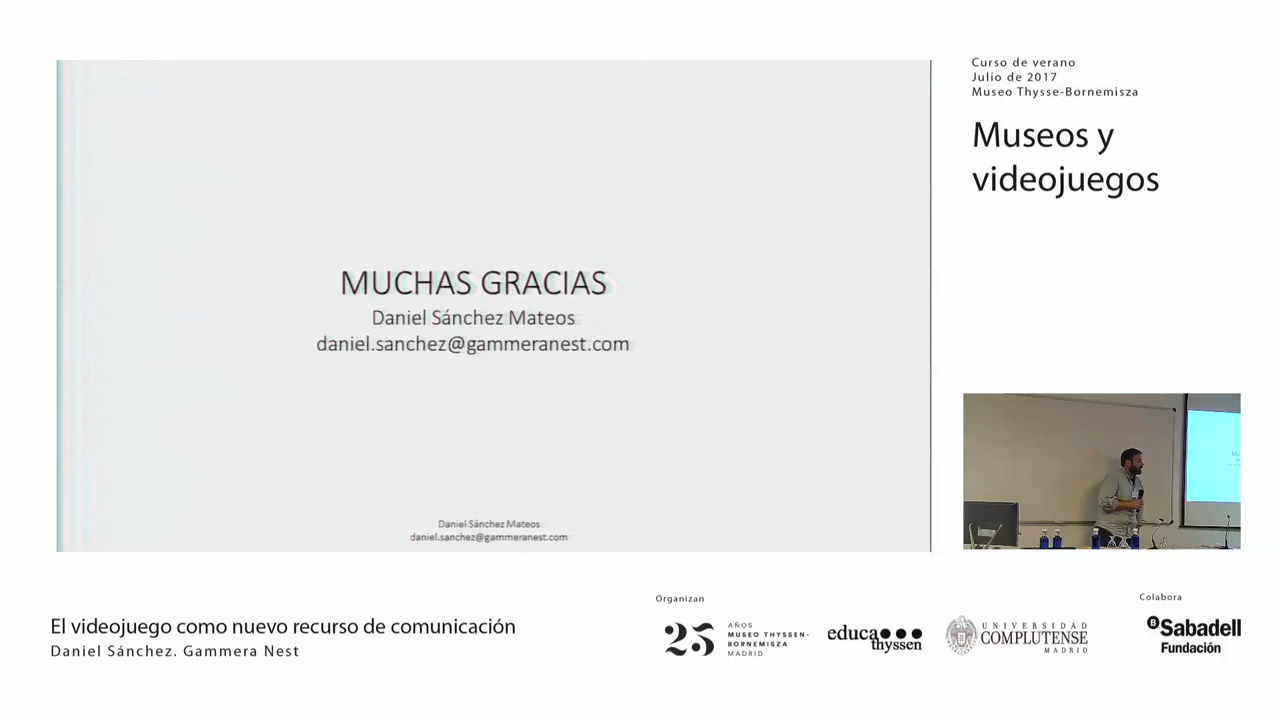 Curso de verano
Julio de 2017
Museo Thysse-Bornemisza
Museos y
videojuegos
MUCHAS GRACIAS
Daniel Sánchez Mateos
daniel.sanchez@gammeranest.com
Daniel Sánchez Mateos
daniel.sanchez@gammeranest.com
El videojuego como nuevo recurso de comunicación
Daniel Sánchez. Gammera Nest
Organizan
25
AÑOS
MUSEO THYSSEN-
BORNEMISZA
MADRID
educa
thyssen
UNIVERSIDAD
COMPLUTENSE
MADRID
Colabora
B Sabadell
Fundación